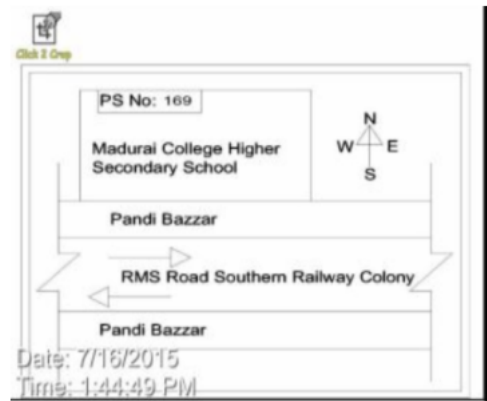 Click 2 Crop
PS No: 169
Madurai College Higher
Secondary School
N
W E
S
Pandi Bazzar
RMS Road Southern Railway Colony
Pandi Bazzar
Date: 7/16/2015
Time: 1:44:49 PM